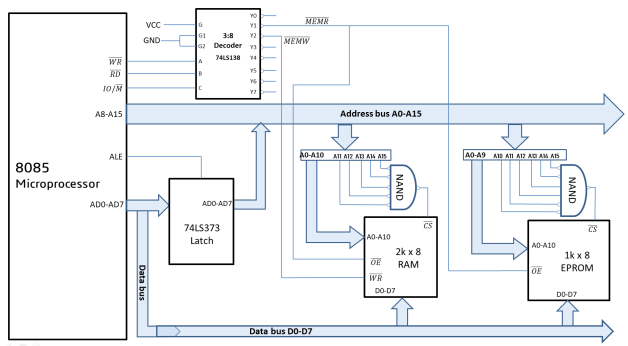 VCC
GND
G
G1
G2
A
B
C
3:8
Decoder
74LS138
Y0
Y1
Y2
Y3
Y4
Y5
Y6
Y7
MEMR
MEMW
WR
RD
IO/M
A8-A15
Address bus A0-A15
8085
Microprocessor
ALE
AD0-AD7
74LS373
Latch
AD0-AD7
A0-A10 A11 A12 A13 A14 A15
NAND
CS
A0-A10
2k x 8
RAM
OE
WR
D0-D7
A0-A9 A10 A11 A12 A13 A14 A15
NAND
CS
A0-A10
1k x 8
EPROM
OE
D0-D7
Data bus
Data bus D0-D7